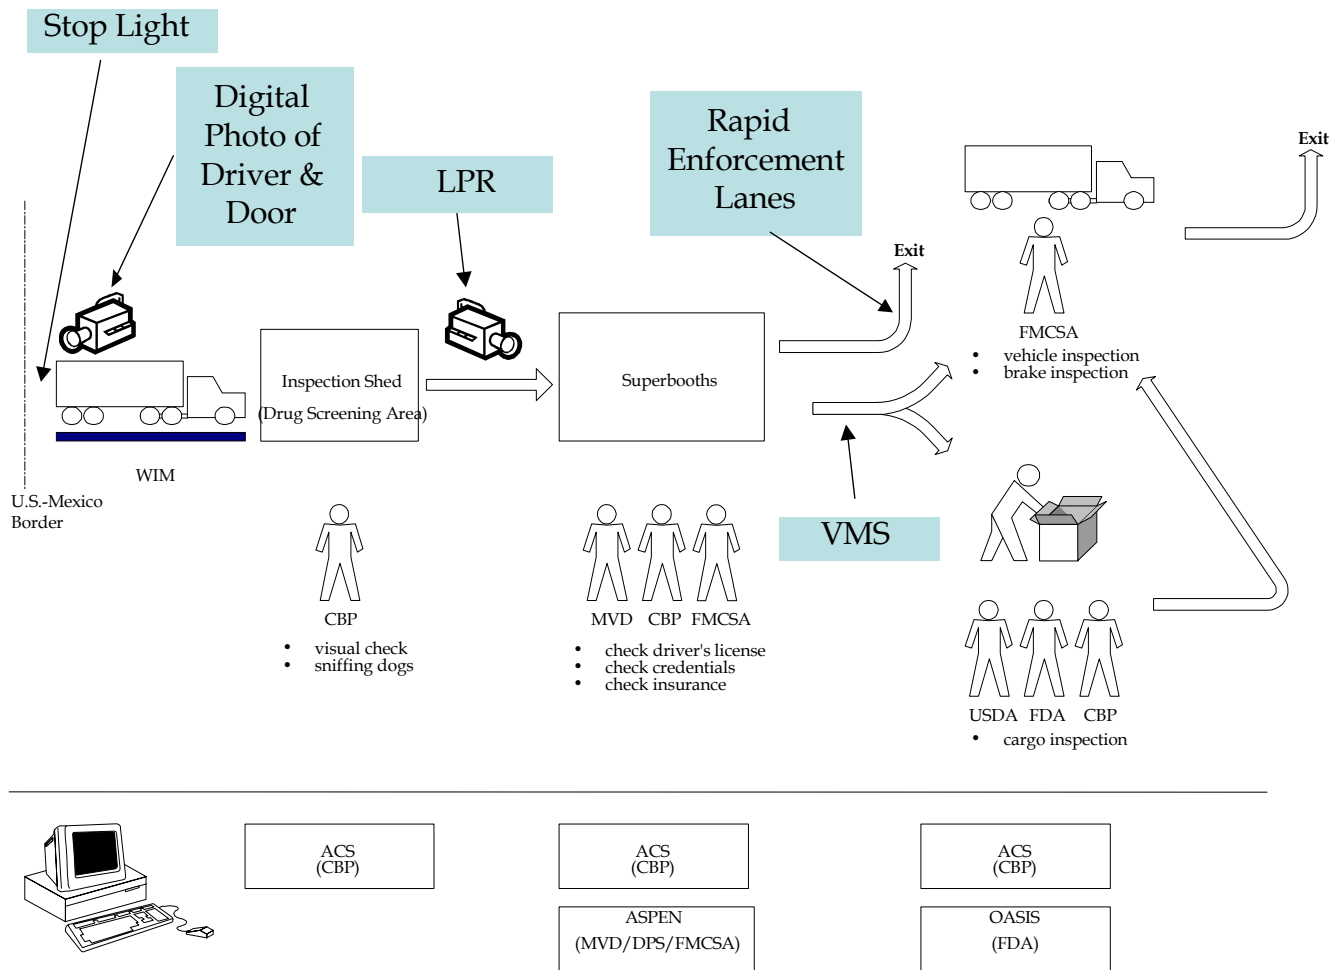 Stop Light
Digital
Photo of
Driver &
Door
LPR
Rapid
Enforcement
Lanes
Exit
Exit
Inspection Shed
(Drug Screening Area)
Superbooths
WIM
U.S.-Mexico
Border
FMCSA
• vehicle inspection
• brake inspection
VMS
CBP
• visual check
• sniffing dogs
MVD CBP FMCSA
• check driver's license
• check credentials
• check insurance
USDA FDA CBP
• cargo inspection
ACS
(CBP)
ACS
(CBP)
ACS
(CBP)
ASPEN
(MVD/DPS/FMCSA)
OASIS
(FDA)